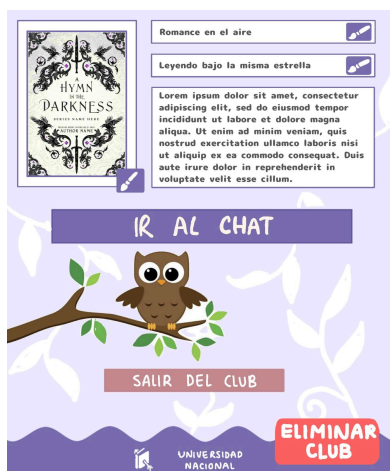 A
HYMN
IN THE
DARKNESS
SERIES NAME HERE
AUTHOR NAME
Romance en el aire
Leyendo bajo la misma estrella
Lorem ipsum dolor sit amet, consectetur
adipiscing elit, sed do eiusmod tempor
incididunt ut labore et dolore magna
aliqua. Ut enim ad minim veniam, quis
nostrud exercitation ullamco laboris nisi
ut aliquip ex ea commodo consequat. Duis
aute irure dolor in reprehenderit in
voluptate velit esse cillum.
IR AL CHAT
SALIR DEL CLUB
ELIMINAR
CLUB
UNIVERSIDAD
NACIONAL